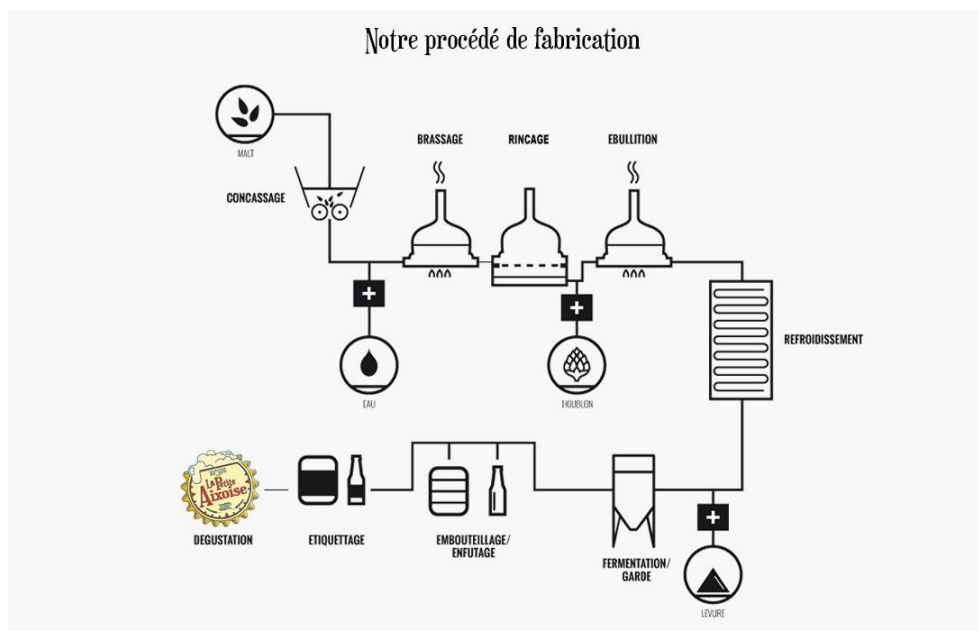 Notre procédé de fabrication
MALT
CONCASSAGE
BRASSAGE
RINCAGE
EBULLITION
EAU
HOUBLON
REFROIDISSEMENT
La Petite
Aixoise
DEGUSTATION
ETIQUETTAGE
EMBOUTEILLAGE/
ENFUTAGE
FERMENTATION/
GARDE
LEVURE